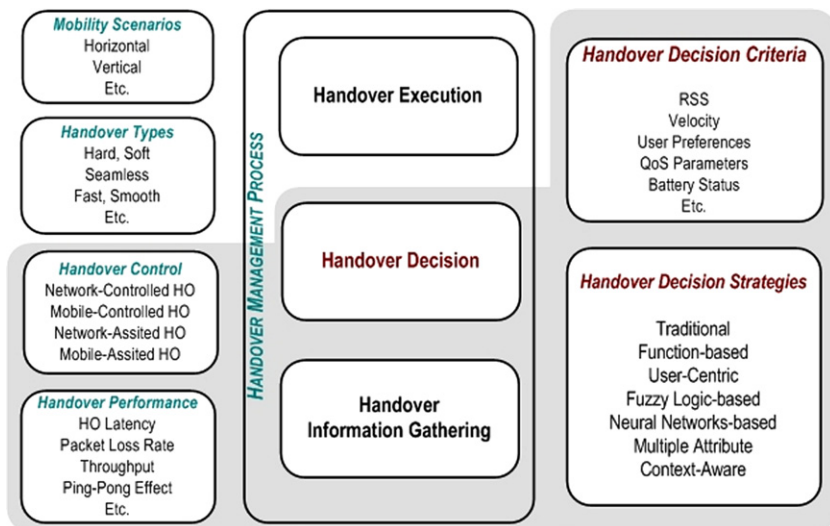 Mobility Scenarios
Horizontal
Vertical
Etc.
Handover Types
Hard, Soft
Seamless
Fast, Smooth
Etc.
Handover Control
Network-Controlled HO
Mobile-Controlled HO
Network-Assited HO
Mobile-Assited HO
Handover Performance
HO Latency
Packet Loss Rate
Throughput
Ping-Pong Effect
Etc.
HANDOVER MANAGEMENT PROCESS
Handover Execution
Handover Decision
Handover
Information Gathering
Handover Decision Criteria
RSS
Velocity
User Preferences
QoS Parameters
Battery Status
Etc.
Handover Decision Strategies
Traditional
Function-based
User-Centric
Fuzzy Logic-based
Neural Networks-based
Multiple Attribute
Context-Aware